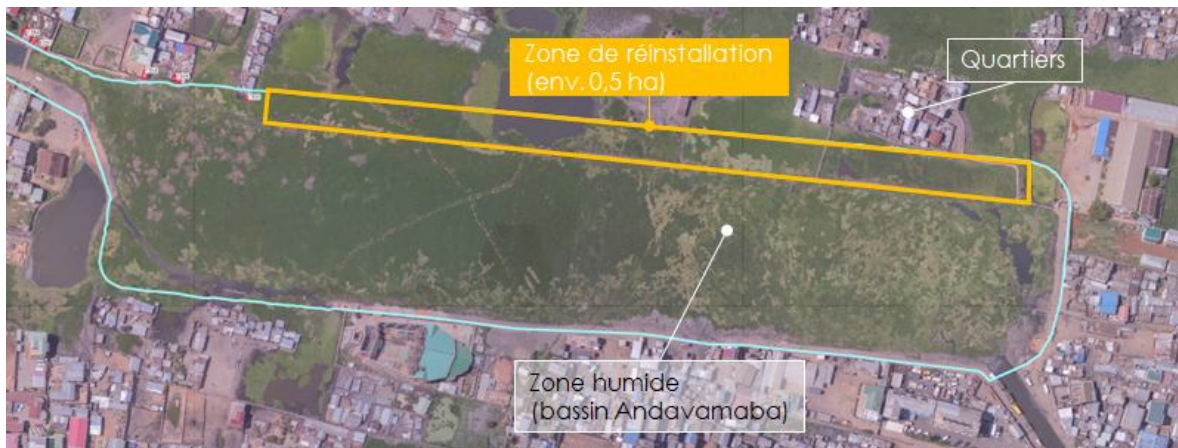 Zone de réinstallation
(env. 0,5 ha)
Quartiers
Zone humide
(bassin Andavamaba)